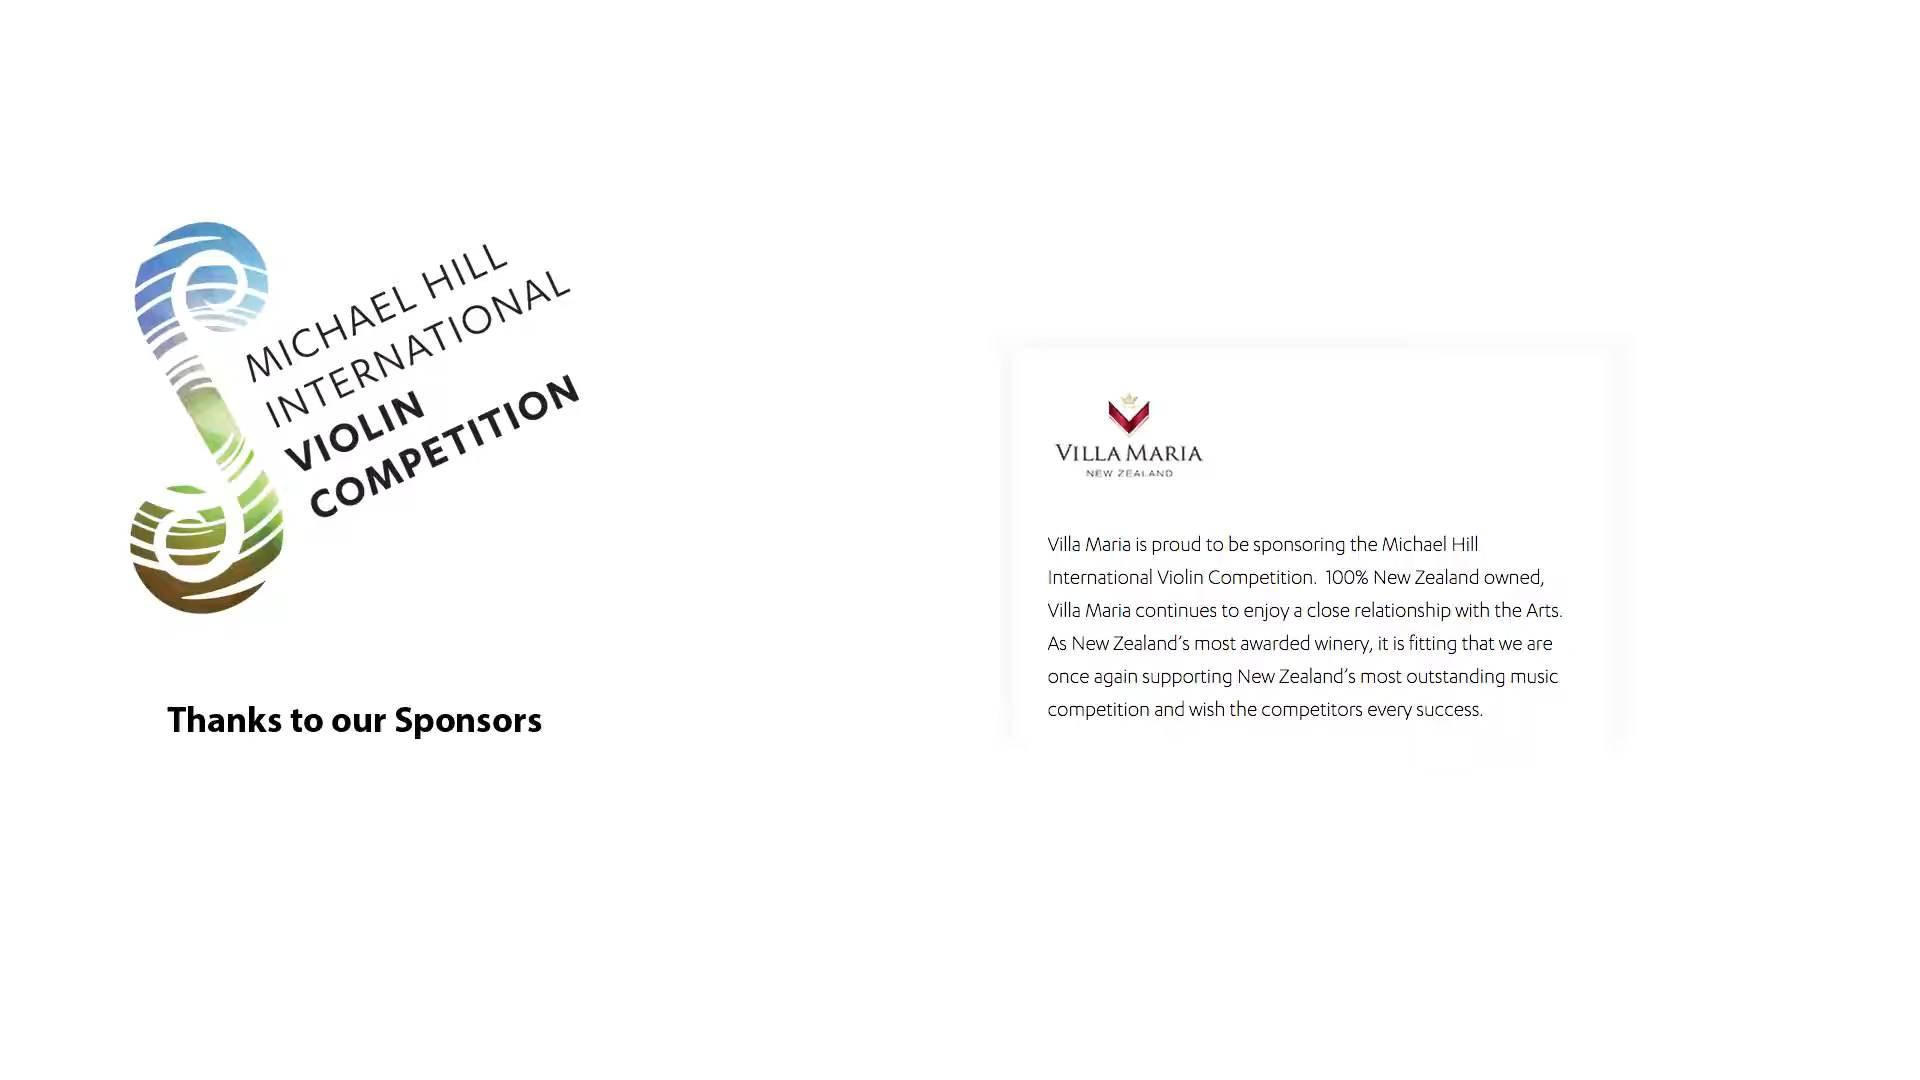 MICHAEL HILL
INTERNATIONAL
VIOLIN
COMPETITION
Thanks to our Sponsors
VILLA MARIA
NEW ZEALAND
Villa Maria is proud to be sponsoring the Michael Hill
International Violin Competition.  100% New Zealand owned,
Villa Maria continues to enjoy a close relationship with the Arts.
As New Zealand’s most awarded winery, it is fitting that we are
once again supporting New Zealand’s most outstanding music
competition and wish the competitors every success.